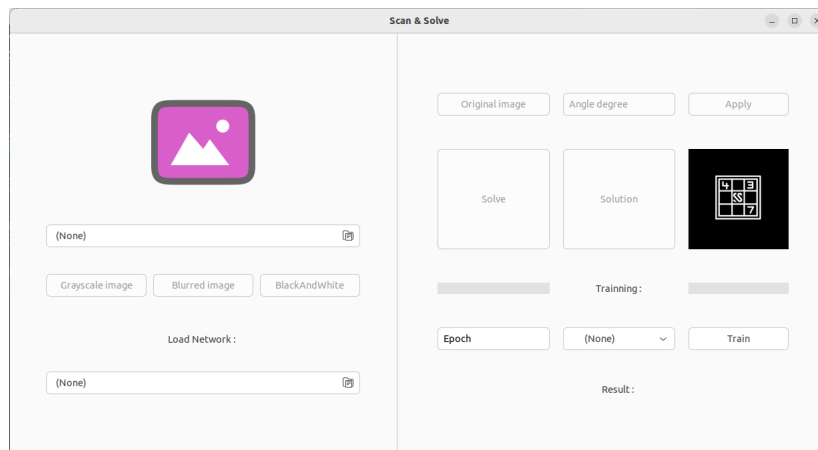 Scan & Solve
(None)
Grayscale image
Blurred image
BlackAndWhite
Load Network :
(None)
Original image
Angle degree
Apply
Solve
Solution
4 3
7
Trainning :
Epoch
(None)
Train
Result :